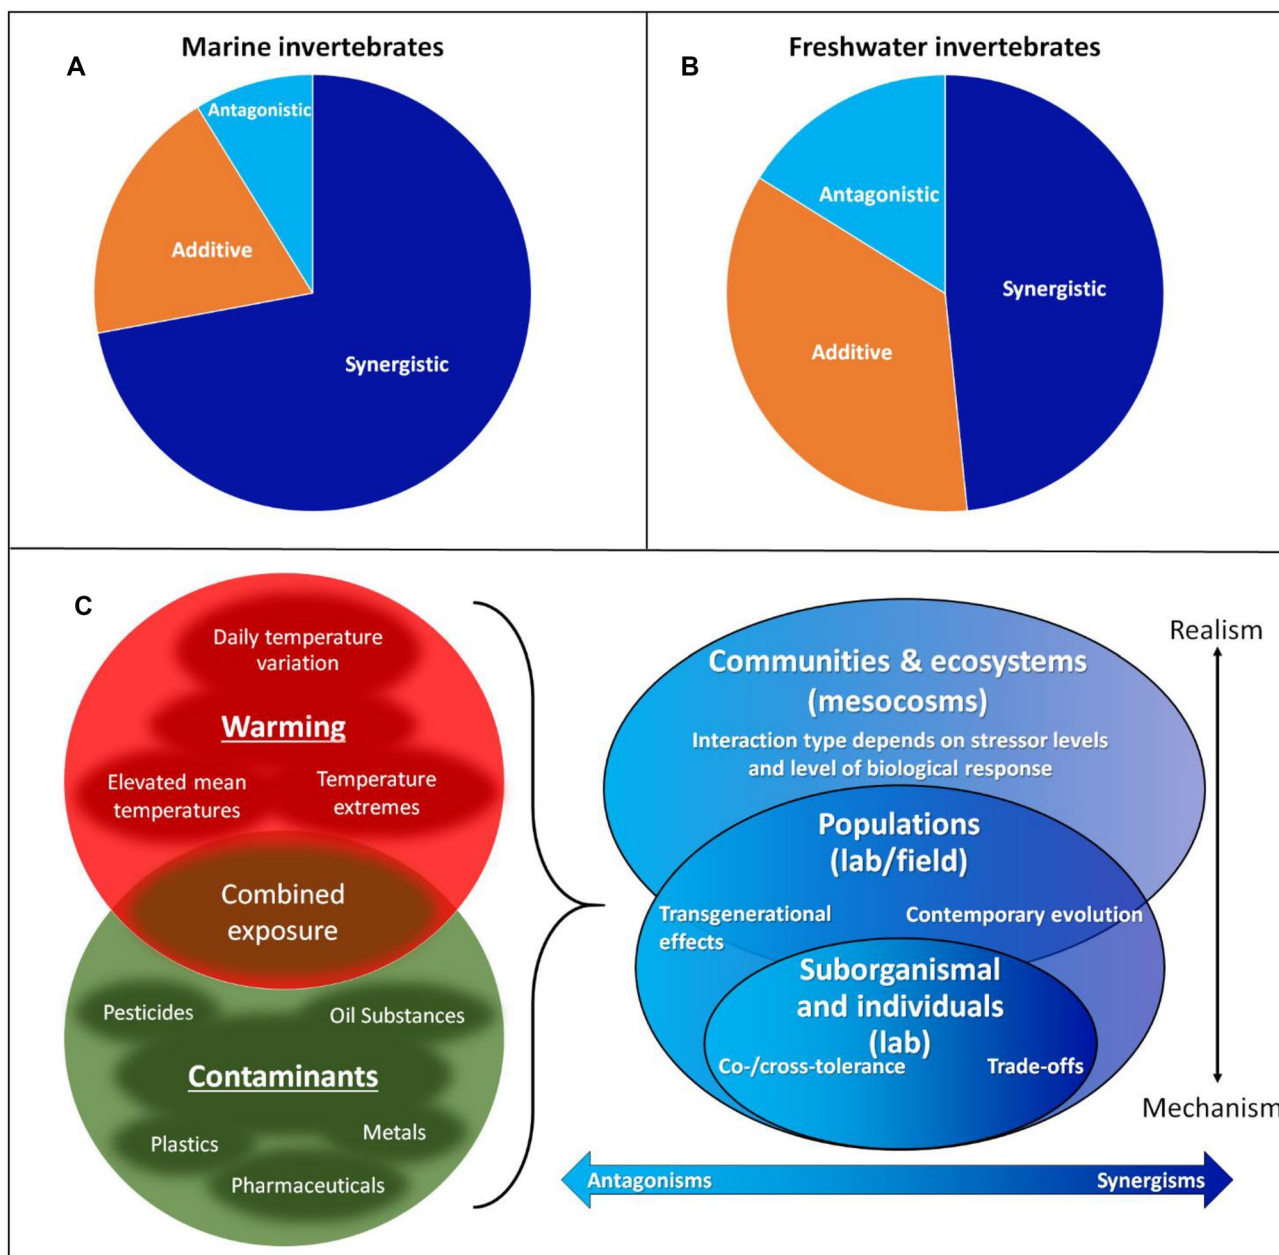 Marine invertebrates
A
Antagonistic
Additive
Synergistic
Freshwater invertebrates
B
Antagonistic
Synergistic
Additive
C
Daily temperature
variation
Warming
Elevated mean
temperatures
Temperature
extremes
Combined
exposure
Pesticides
Oil Substances
Contaminants
Plastics
Metals
Pharmaceuticals
Communities & ecosystems
(mesocosms)
Interaction type depends on stressor levels
and level of biological response
Populations
(lab/field)
Transgenerational
effects
Contemporary evolution
Suborganismal
and individuals
(lab)
Co-/cross-tolerance
Trade-offs
Realism
Mechanism
Antagonisms
Synergisms